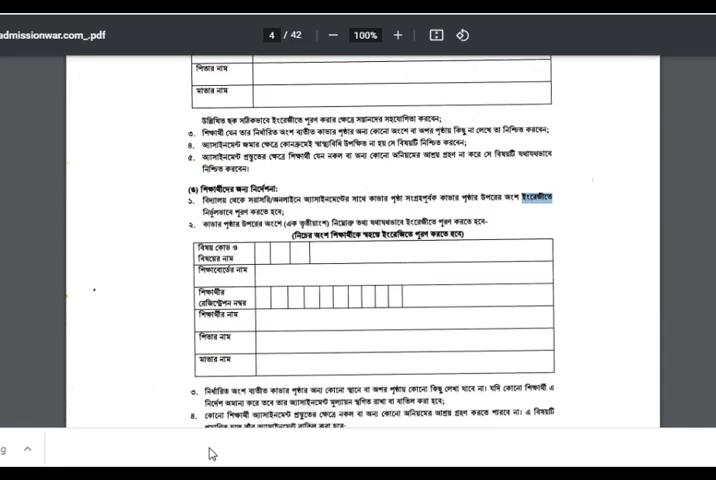 admissionwar.com_.pdf
4 / 42
100%
পিতার নাম
মাতার নাম
উল্লিখিত ছক সঠিকভাবে ইংরেজীতে পূরণ করার ক্ষেত্রে সন্তানদের সহযোগিতা করবেন;
৩. শিক্ষার্থী যেন তার নির্ধারিত অংশ ব্যতীত কাভার পৃষ্ঠার অন্য কোনো অংশে বা অপর পৃষ্ঠায় কিছু না লেখে তা নিশ্চিত করবেন;
৪. অ্যাসাইনমেন্ট জমার ক্ষেত্রে কোনক্রমেই স্বাস্থ্যবিধি উপেক্ষিত না হয় সে বিষয়টি নিশ্চিত করবেন;
৫. অ্যাসাইনমেন্ট প্রস্তুতের ক্ষেত্রে শিক্ষার্থী যেন নকল বা অন্য কোনো অনিয়মের আশ্রয় গ্রহণ না করে সে বিষয়টি যথাযথভাবে
নিশ্চিত করবেন।
(ঙ) শিক্ষার্থীদের জন্য নির্দেশনা:
১. বিদ্যালয় থেকে সরাসরি/অনলাইনে অ্যাসাইনমেন্টের সাথে কাভার পৃষ্ঠা সংগ্রহপূর্বক কাভার পৃষ্ঠার উপরের অংশ ইংরেজীতে
নির্ভুলভাবে পূরণ করতে হবে;
২. কাভার পৃষ্ঠার উপরের অংশে (এক তৃতীয়াংশ) নিম্নোক্ত তথ্য যথাযথভাবে ইংরেজীতে পূরণ করতে হবে-
(নিচের অংশ শিক্ষার্থীকে স্বহস্তে ইংরেজিতে পূরণ করতে হবে)
বিষয় কোড ও
বিষয়ের নাম
শিক্ষাবোর্ডের নাম
শিক্ষার্থীর
রেজিস্ট্রেশন নম্বর
শিক্ষার্থীর নাম
পিতার নাম
মাতার নাম
৩. নির্ধারিত অংশ ব্যতীত কাভার পৃষ্ঠার অন্য কোনো স্থানে বা অপর পৃষ্ঠায় কোনো কিছু লেখা যাবে না। যদি কোনো শিক্ষার্থী এ
নির্দেশ অমান্য করে তবে তার অ্যাসাইনমেন্ট মূল্যায়ন স্থগিত রাখা বা বাতিল করা হবে;
৪. কোনো শিক্ষার্থী অ্যাসাইনমেন্ট প্রস্তুতের ক্ষেত্রে নকল বা অন্য কোনো অনিয়মের আশ্রয় গ্রহণ করতে পারবে না। এ বিষয়টি
g